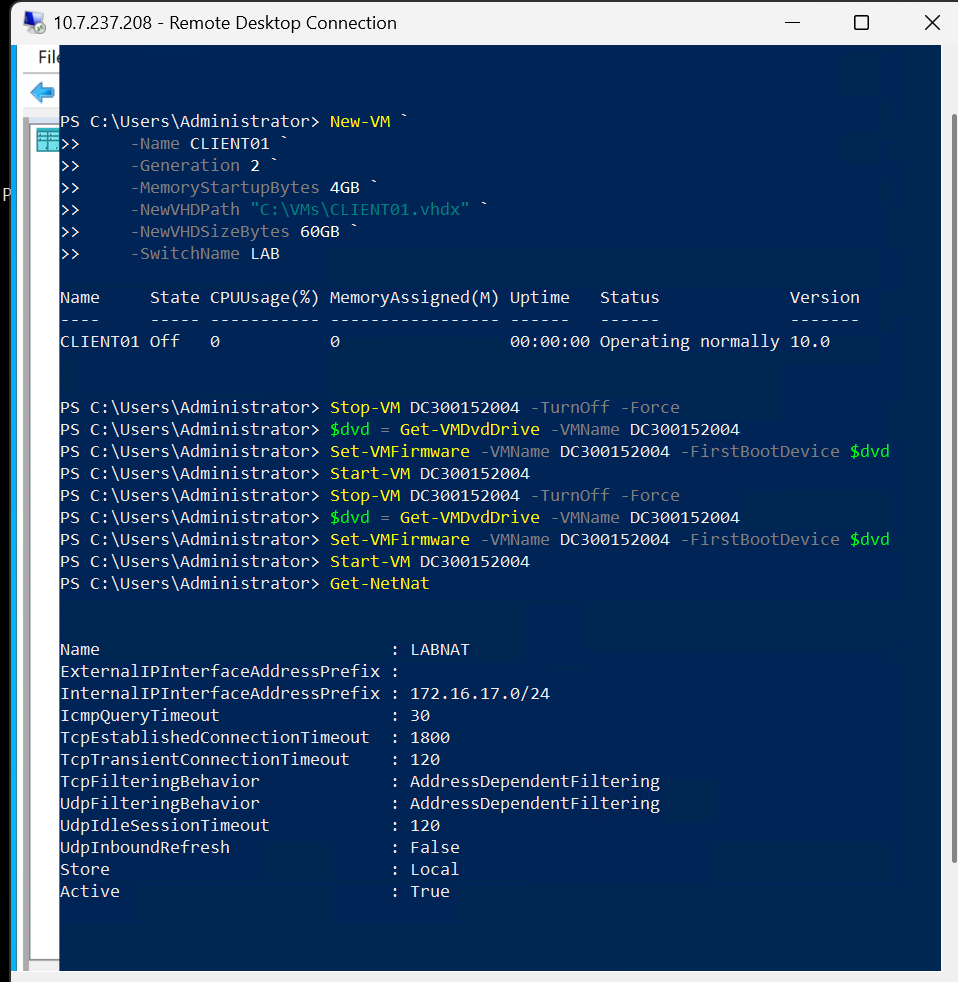 10.7.237.208 - Remote Desktop Connection
File
P
PS C:\Users\Administrator> New-VM `
>>     -Name CLIENT01 `
>>     -Generation 2 `
>>     -MemoryStartupBytes 4GB `
>>     -NewVHDPath "C:\VMs\CLIENT01.vhdx" `
>>     -NewVHDSizeBytes 60GB `
>>     -SwitchName LAB
Name     State CPUUsage(%) MemoryAssigned(M) Uptime   Status             Version
----     ----- ----------- ----------------- ------   ------             -------
CLIENT01 Off   0           0                 00:00:00 Operating normally 10.0
PS C:\Users\Administrator> Stop-VM DC300152004 -TurnOff -Force
PS C:\Users\Administrator> $dvd = Get-VMDvdDrive -VMName DC300152004
PS C:\Users\Administrator> Set-VMFirmware -VMName DC300152004 -FirstBootDevice $dvd
PS C:\Users\Administrator> Start-VM DC300152004
PS C:\Users\Administrator> Stop-VM DC300152004 -TurnOff -Force
PS C:\Users\Administrator> $dvd = Get-VMDvdDrive -VMName DC300152004
PS C:\Users\Administrator> Set-VMFirmware -VMName DC300152004 -FirstBootDevice $dvd
PS C:\Users\Administrator> Start-VM DC300152004
PS C:\Users\Administrator> Get-NetNat
Name                             : LABNAT
ExternalIPInterfaceAddressPrefix :
InternalIPInterfaceAddressPrefix : 172.16.17.0/24
IcmpQueryTimeout                 : 30
TcpEstablishedConnectionTimeout  : 1800
TcpTransientConnectionTimeout    : 120
TcpFilteringBehavior             : AddressDependentFiltering
UdpFilteringBehavior             : AddressDependentFiltering
UdpIdleSessionTimeout            : 120
UdpInboundRefresh                : False
Store                            : Local
Active                           : True